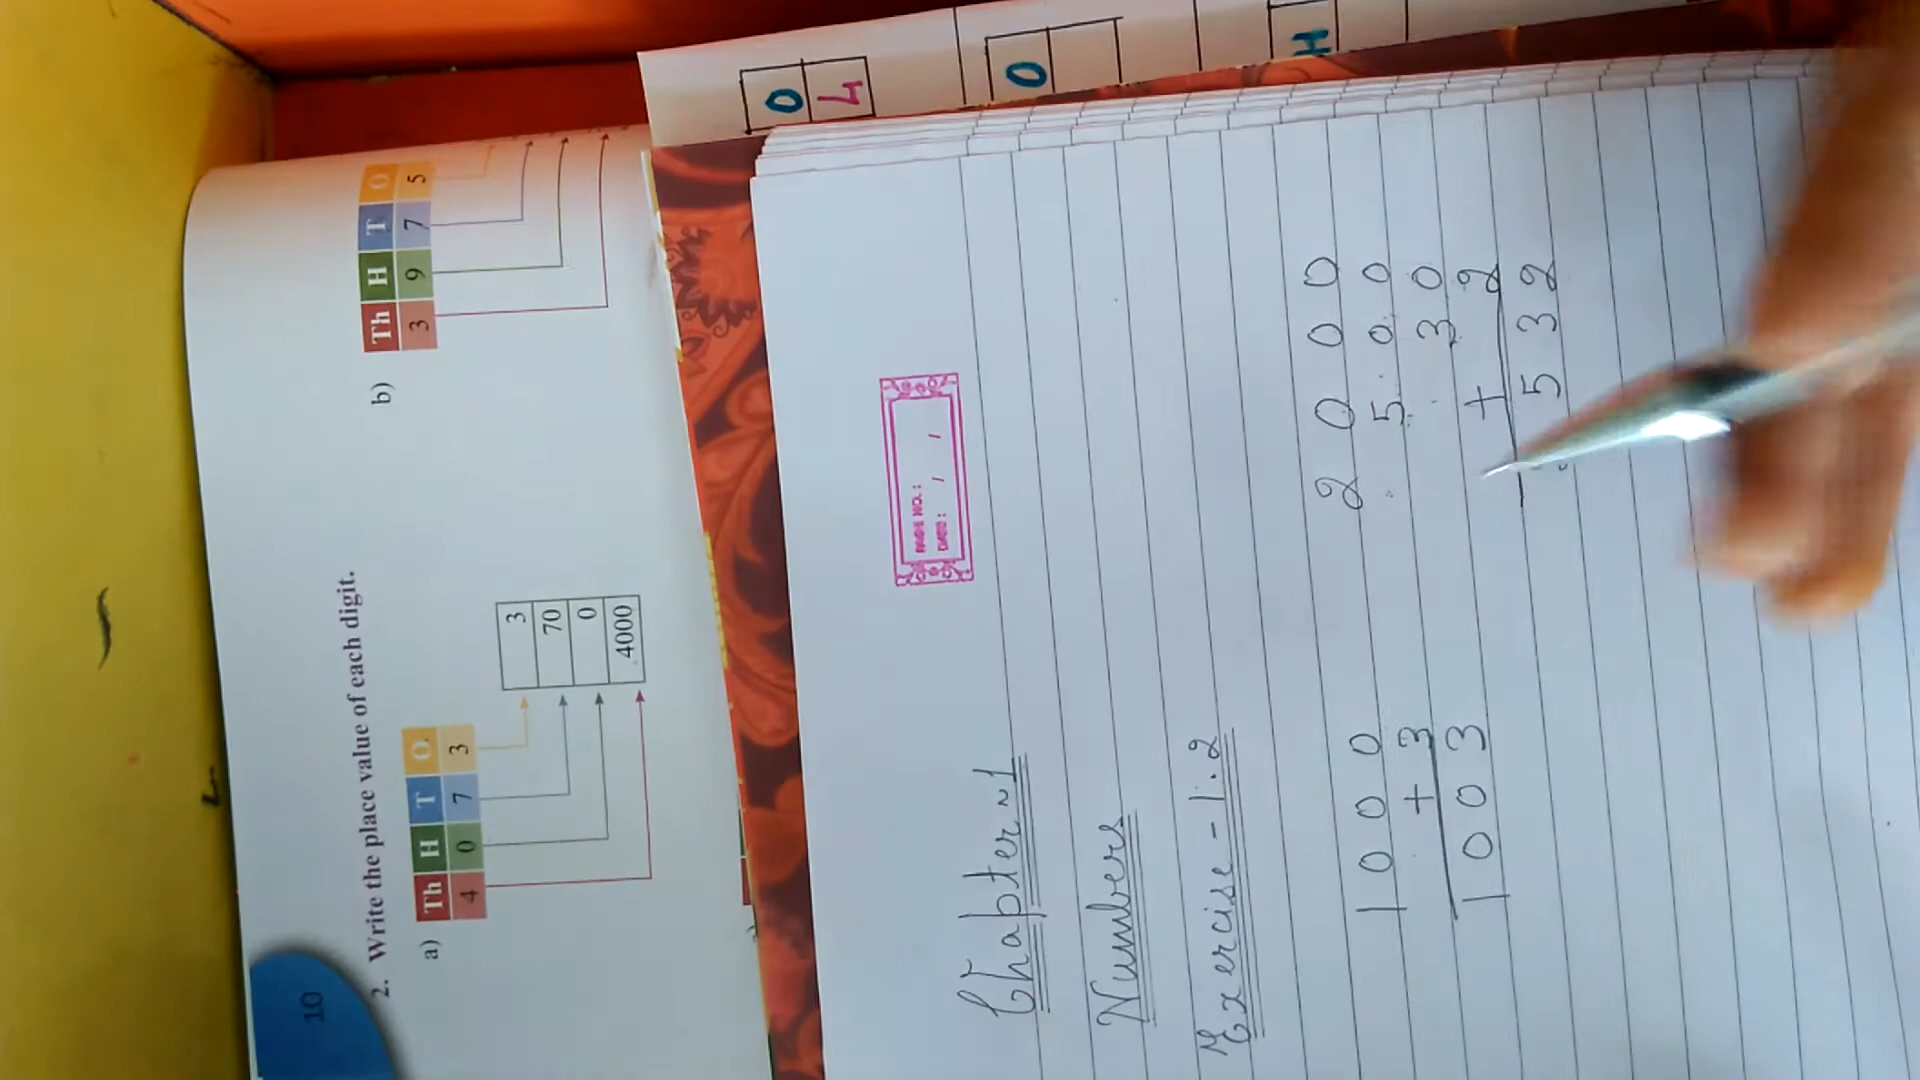 10
2. Write the place value of each digit.
a) Th H T O
4 0 7 3
3
70
0
4000
b) Th H T O
3 9 7 5
O
4
O
H
PAGE NO.:
DATE: / /
Chapter~1
Numbers
Exercise-1.2
1000
+3
1003
2000
500
30
+ 2
532